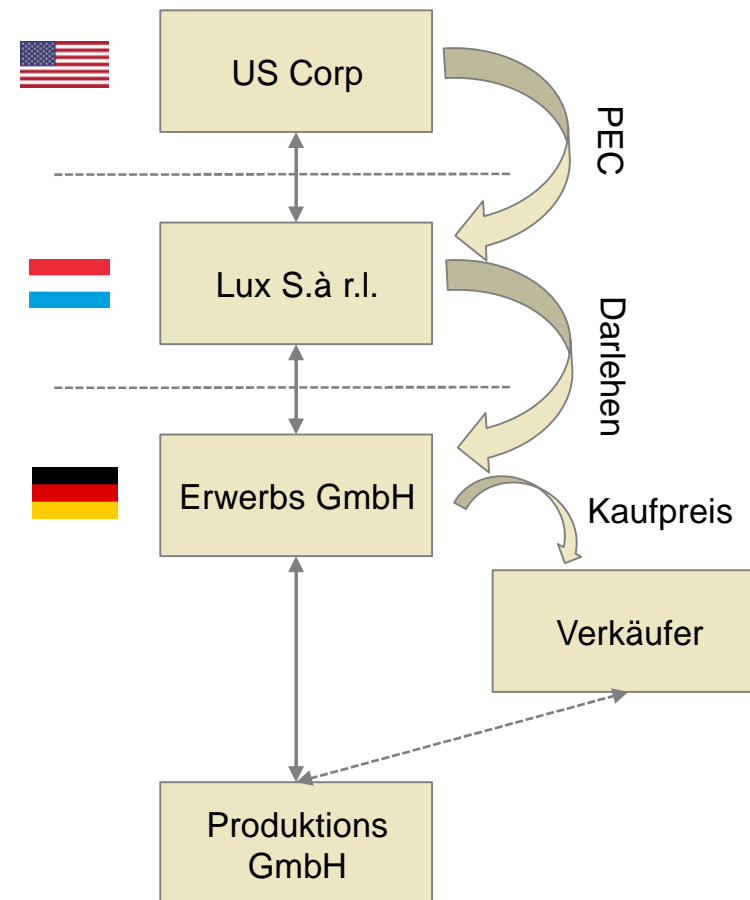 US Corp
PEC
Lux S.à r.l.
Darlehen
Erwerbs GmbH
Kaufpreis
Verkäufer
Produktions
GmbH